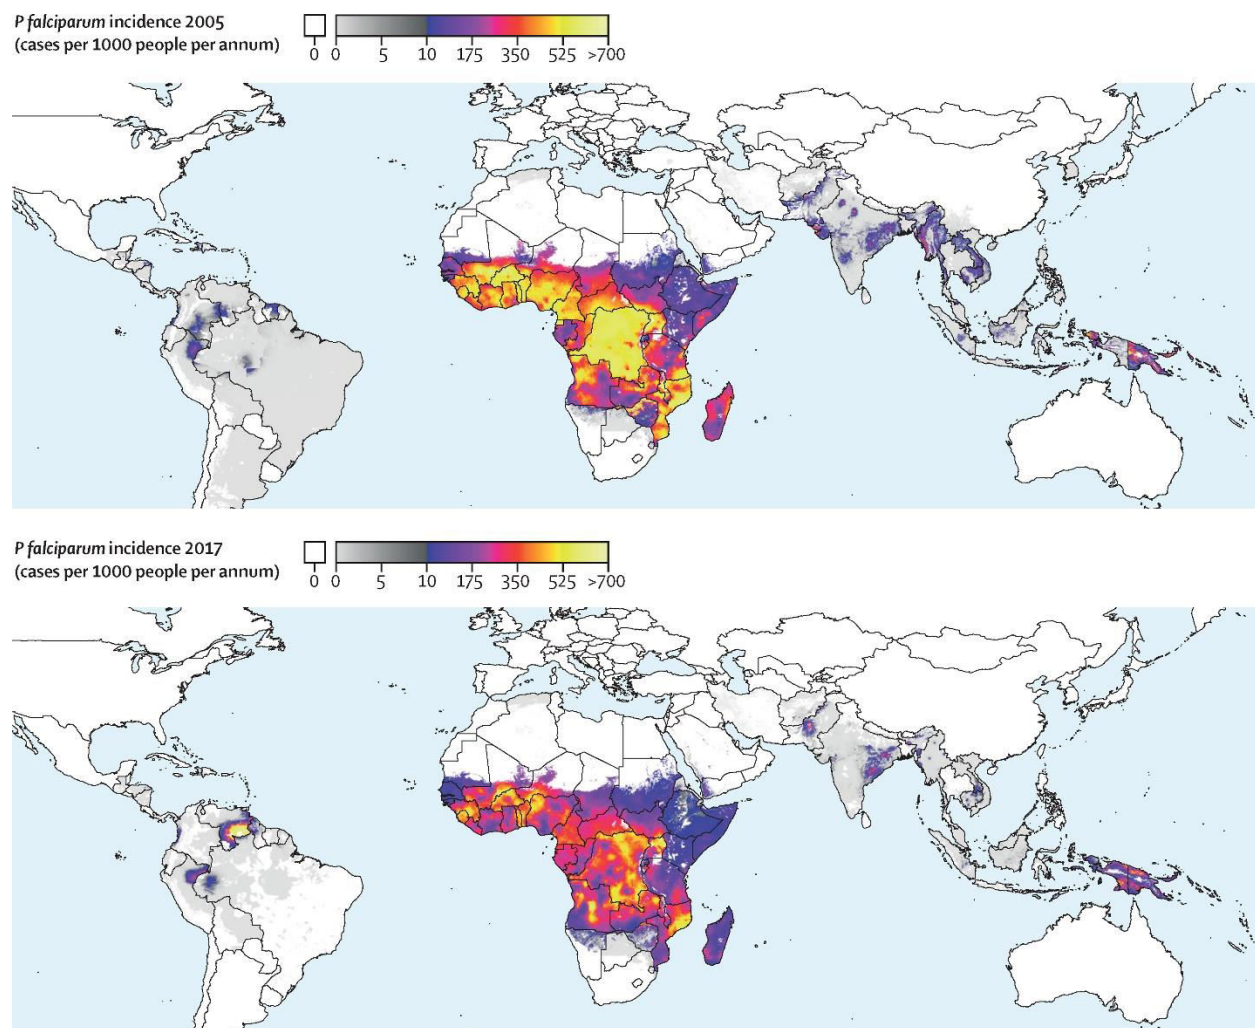 P falciparum incidence 2005
(cases per 1000 people per annum)
0 0 5 10 175 350 525 >700
P falciparum incidence 2017
(cases per 1000 people per annum)
0 0 5 10 175 350 525 >700